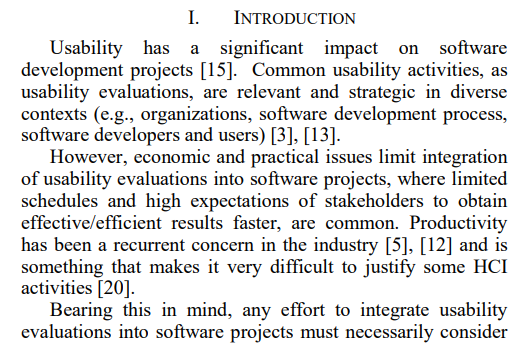 I. INTRODUCTION
Usability has a significant impact on software
development projects [15]. Common usability activities, as
usability evaluations, are relevant and strategic in diverse
contexts (e.g., organizations, software development process,
software developers and users) [3], [13].
However, economic and practical issues limit integration
of usability evaluations into software projects, where limited
schedules and high expectations of stakeholders to obtain
effective/efficient results faster, are common. Productivity
has been a recurrent concern in the industry [5], [12] and is
something that makes it very difficult to justify some HCI
activities [20].
Bearing this in mind, any effort to integrate usability
evaluations into software projects must necessarily consider